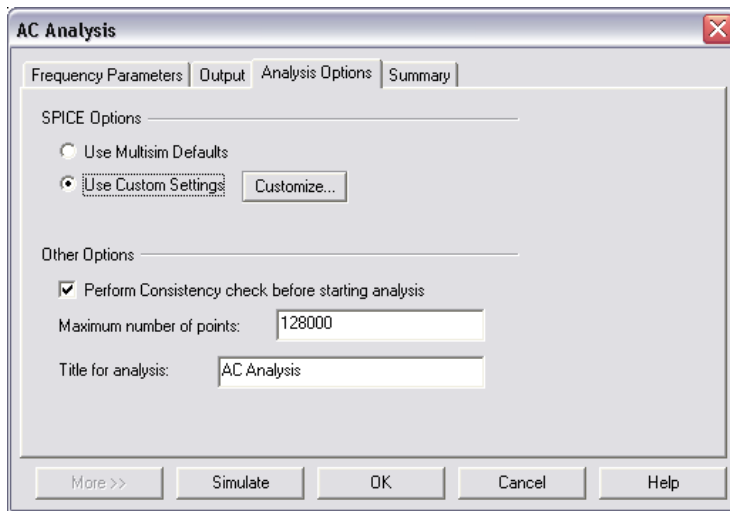 AC Analysis
Frequency Parameters Output Analysis Options Summary
SPICE Options
Use Multisim Defaults
Use Custom Settings Customize...
Other Options
Perform Consistency check before starting analysis
Maximum number of points: 128000
Title for analysis: AC Analysis
More >> Simulate OK Cancel Help